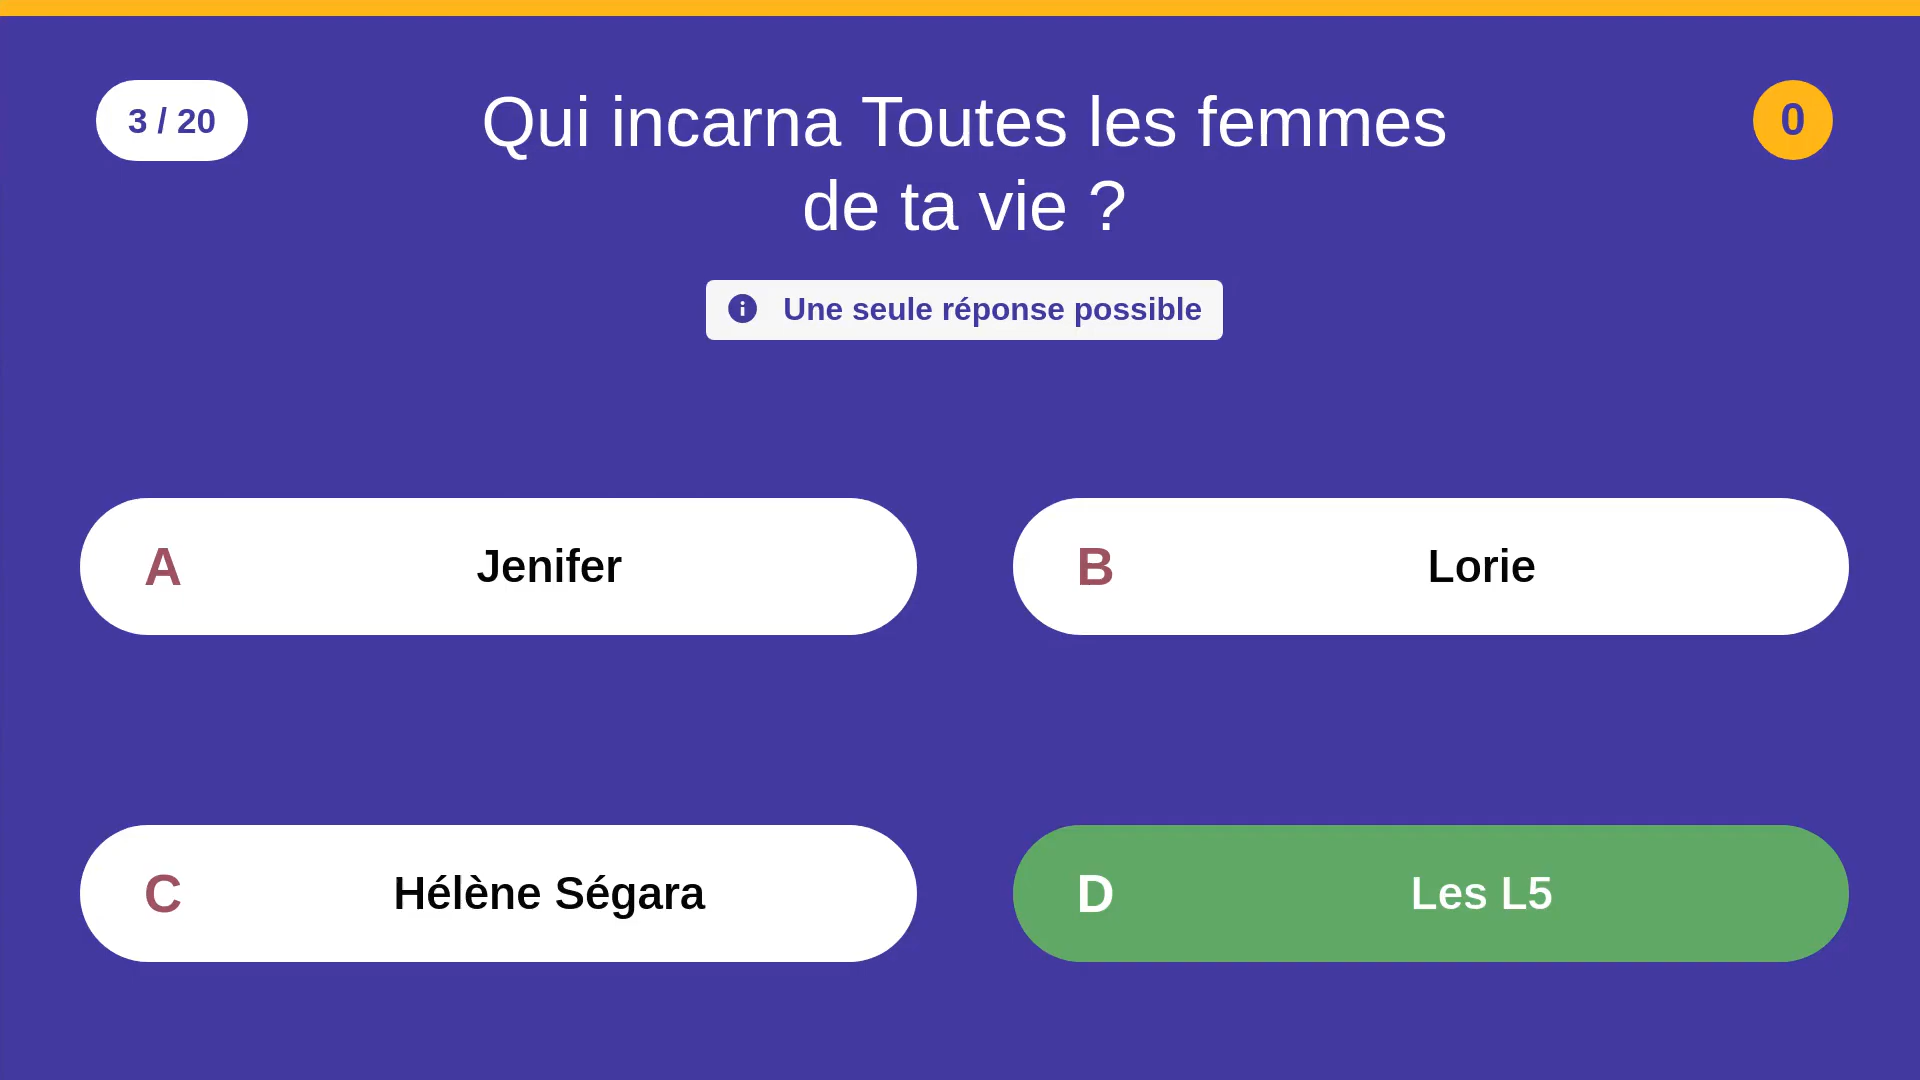 3 / 20
Qui incarna Toutes les femmes
de ta vie ?
0
Une seule réponse possible
A
Jenifer
B
Lorie
C
Hélène Ségara
D
Les L5